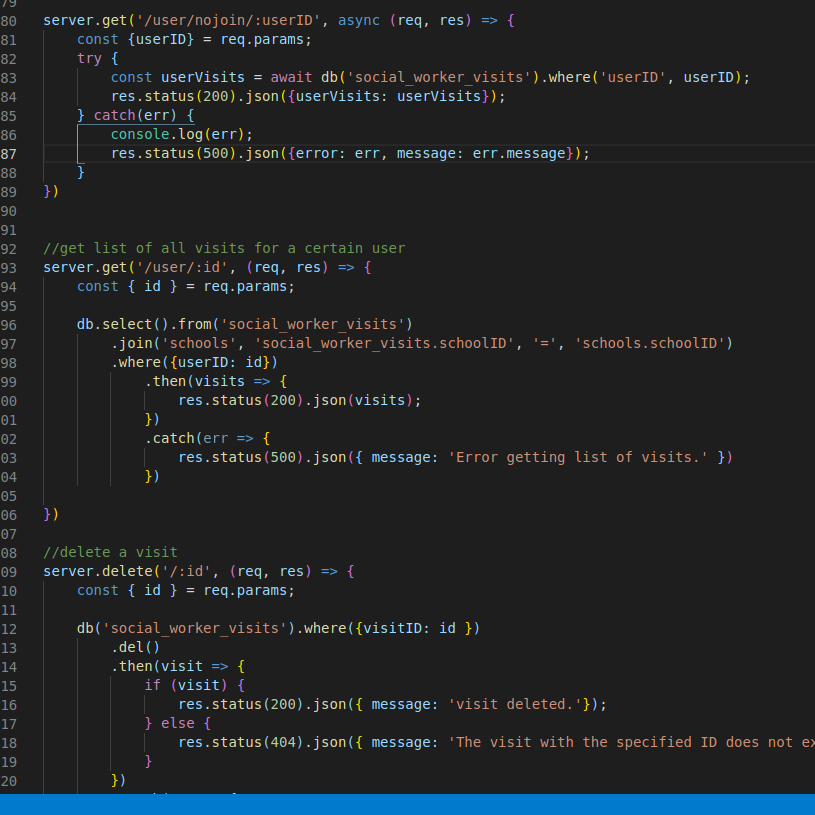 79
80 server.get('/user/nojoin/:userID', async (req, res) => {
81 const {userID} = req.params;
82 try {
83 const userVisits = await db('social_worker_visits').where('userID', userID);
84 res.status(200).json({userVisits: userVisits});
85 } catch(err) {
86 console.log(err);
87 res.status(500).json({error: err, message: err.message});
88 }
89 })
90
91
92 //get list of all visits for a certain user
93 server.get('/user/:id', (req, res) => {
94 const { id } = req.params;
95
96 db.select().from('social_worker_visits')
97 .join('schools', 'social_worker_visits.schoolID', '=', 'schools.schoolID')
98 .where({userID: id})
99 .then(visits => {
00 res.status(200).json(visits);
01 })
02 .catch(err => {
03 res.status(500).json({ message: 'Error getting list of visits.' })
04 })
05
06 })
07
08 //delete a visit
09 server.delete('/:id', (req, res) => {
10 const { id } = req.params;
11
12 db('social_worker_visits').where({visitID: id })
13 .del()
14 .then(visit => {
15 if (visit) {
16 res.status(200).json({ message: 'visit deleted.'});
17 } else {
18 res.status(404).json({ message: 'The visit with the specified ID does not ex
19 }
20 })